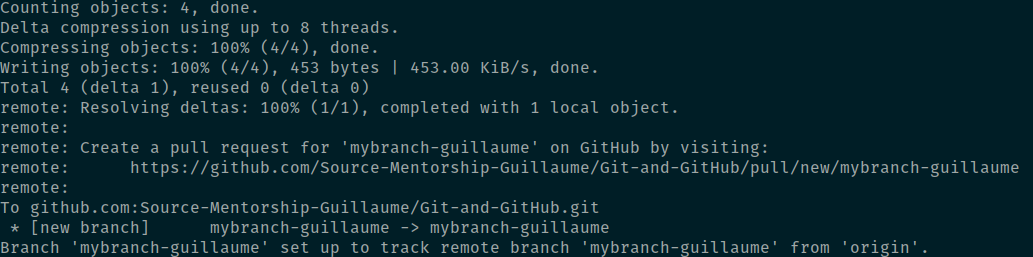 Counting objects: 4, done.
Delta compression using up to 8 threads.
Compressing objects: 100% (4/4), done.
Writing objects: 100% (4/4), 453 bytes | 453.00 KiB/s, done.
Total 4 (delta 1), reused 0 (delta 0)
remote: Resolving deltas: 100% (1/1), completed with 1 local object.
remote:
remote: Create a pull request for 'mybranch-guillaume' on GitHub by visiting:
remote:      https://github.com/Source-Mentorship-Guillaume/Git-and-GitHub/pull/new/mybranch-guillaume
remote:
To github.com:Source-Mentorship-Guillaume/Git-and-GitHub.git
 * [new branch]      mybranch-guillaume -> mybranch-guillaume
Branch 'mybranch-guillaume' set up to track remote branch 'mybranch-guillaume' from 'origin'.